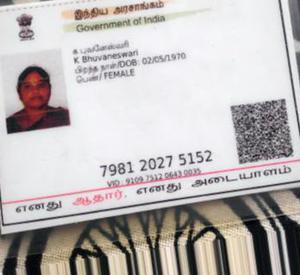 இந்திய அரசாங்கம்
Government of India
க புவனேஸ்வரி
K Bhuvaneswari
பிறந்த நாள்/DOB: 02/05/1970
பெண்/ FEMALE
7981 2027 5152
VID : 9109 7512 0643 0035
எனது ஆதார், எனது அடையாளம்